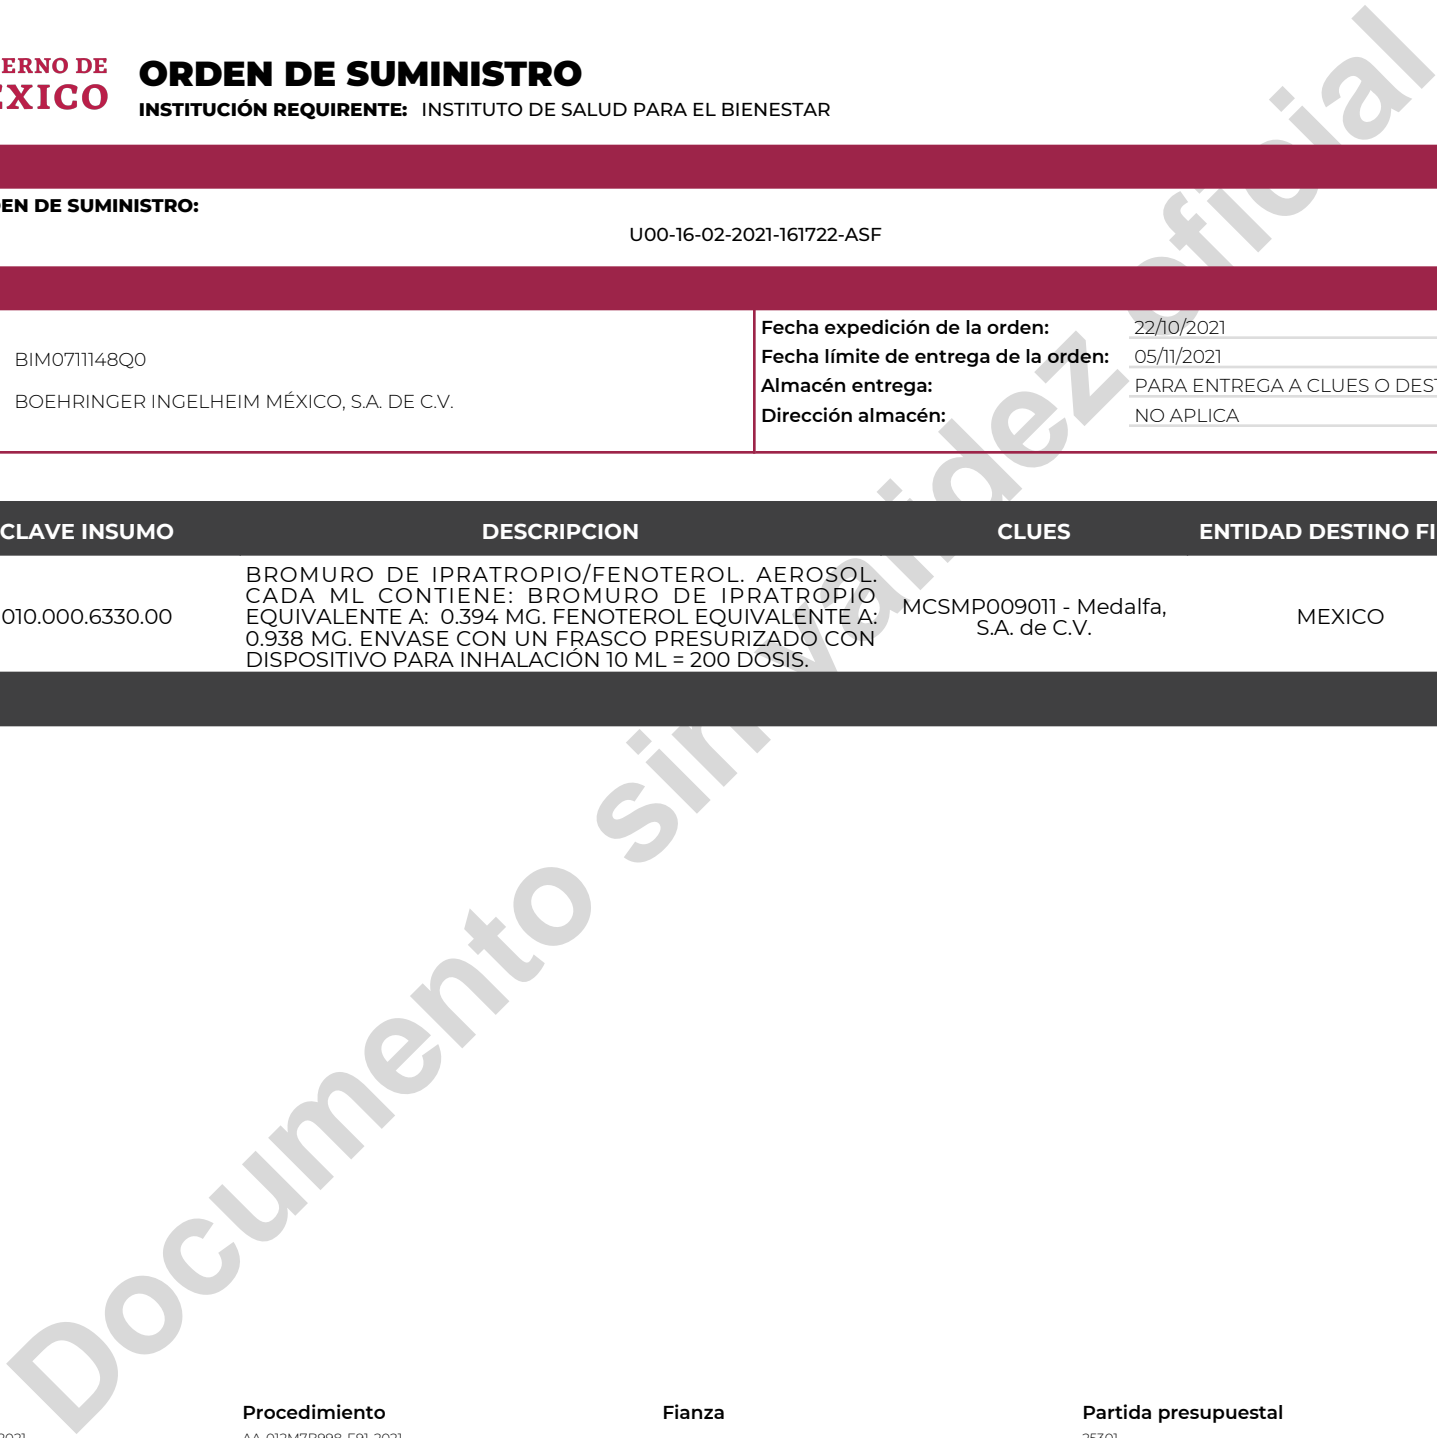 ERNO DE
ORDEN DE SUMINISTRO
INSTITUCIÓN REQUIRENTE: INSTITUTO DE SALUD PARA EL BIENESTAR
EN DE SUMINISTRO:
U00-16-02-2021-161722-ASF
BIM0711148Q0
BOEHRINGER INGELHEIM MÉXICO, S.A. DE C.V.
Fecha expedición de la orden: 22/10/2021
Fecha límite de entrega de la orden: 05/11/2021
Almacén entrega: PARA ENTREGA A CLUES O DES
Dirección almacén: NO APLICA
CLAVE INSUMO DESCRIPCION CLUES ENTIDAD DESTINO FI
010.000.6330.00
BROMURO DE IPRATROPIO/FENOTEROL. AEROSOL.
CADA ML CONTIENE: BROMURO DE IPRATROPIO
EQUIVALENTE A: 0.394 MG. FENOTEROL EQUIVALENTE A:
0.938 MG. ENVASE CON UN FRASCO PRESURIZADO CON
DISPOSITIVO PARA INHALACIÓN 10 ML = 200 DOSIS.
MCSMP009011 - Medalfa,
S.A. de C.V.
MEXICO
Documento sin validez oficial
Procedimiento Fianza Partida presupuestal